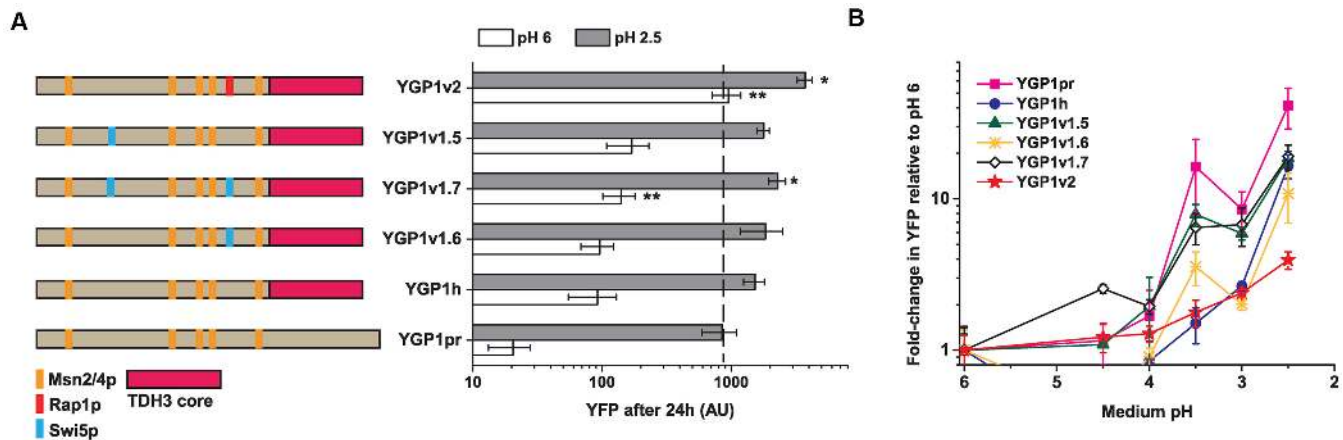 A
pH 6
pH 2.5
YGP1v2
*
**
YGP1v1.5
YGP1v1.7
*
**
YGP1v1.6
YGP1h
YGP1pr
Msn2/4p
TDH3 core
Rap1p
Swi5p
10
100
1000
YFP after 24h (AU)
B
YGP1pr
YGP1h
YGP1v1.5
YGP1v1.6
YGP1v1.7
YGP1v2
Fold-change in YFP relative to pH 6
10
1
6
5
4
3
2
Medium pH